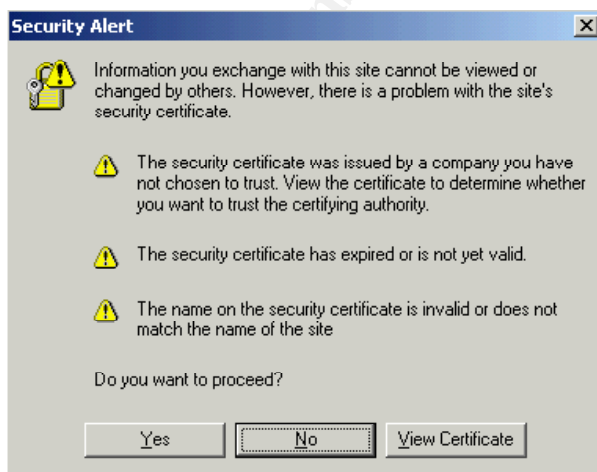 Security Alert
Information you exchange with this site cannot be viewed or
changed by others. However, there is a problem with the site's
security certificate.
The security certificate was issued by a company you have
not chosen to trust. View the certificate to determine whether
you want to trust the certifying authority.
The security certificate has expired or is not yet valid.
The name on the security certificate is invalid or does not
match the name of the site
Do you want to proceed?
Yes No View Certificate